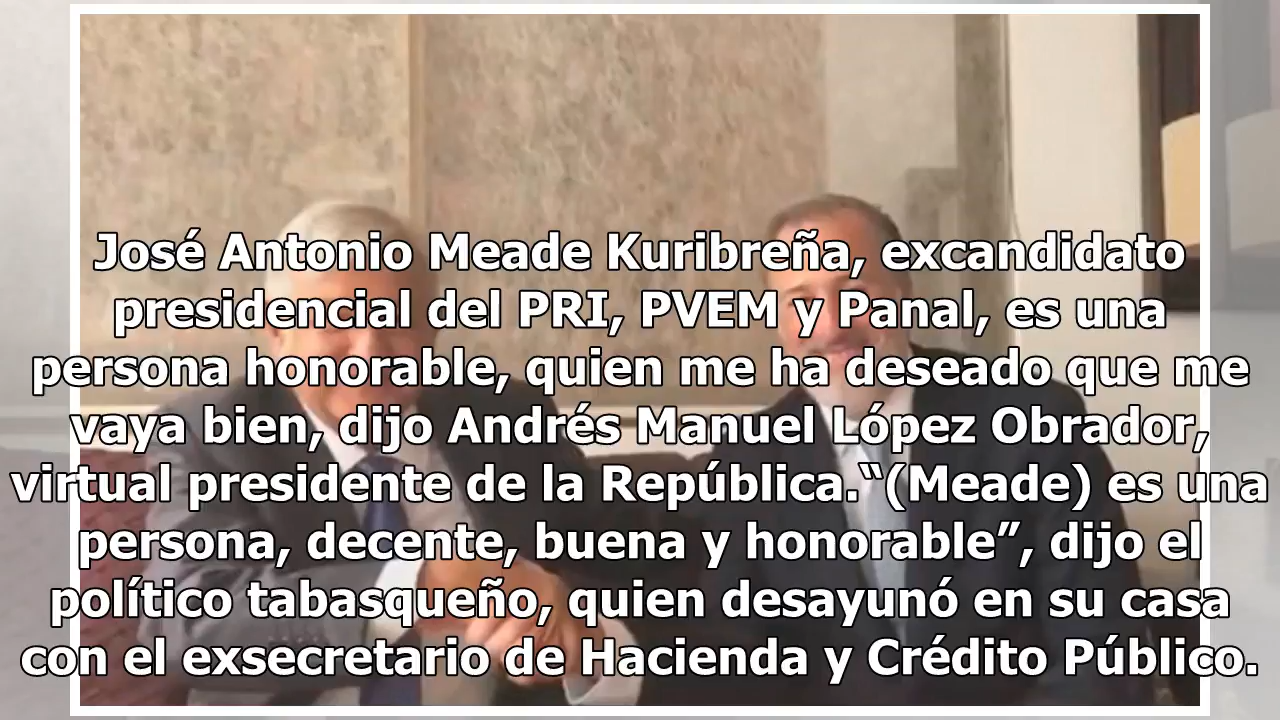 José Antonio Meade Kuribreña, excandidato
presidencial del PRI, PVEM y Panal, es una
persona honorable, quien me ha deseado que me
vaya bien, dijo Andrés Manuel López Obrador,
virtual presidente de la República.“(Meade) es una
persona, decente, buena y honorable”, dijo el
político tabasqueño, quien desayunó en su casa
con el exsecretario de Hacienda y Crédito Público.